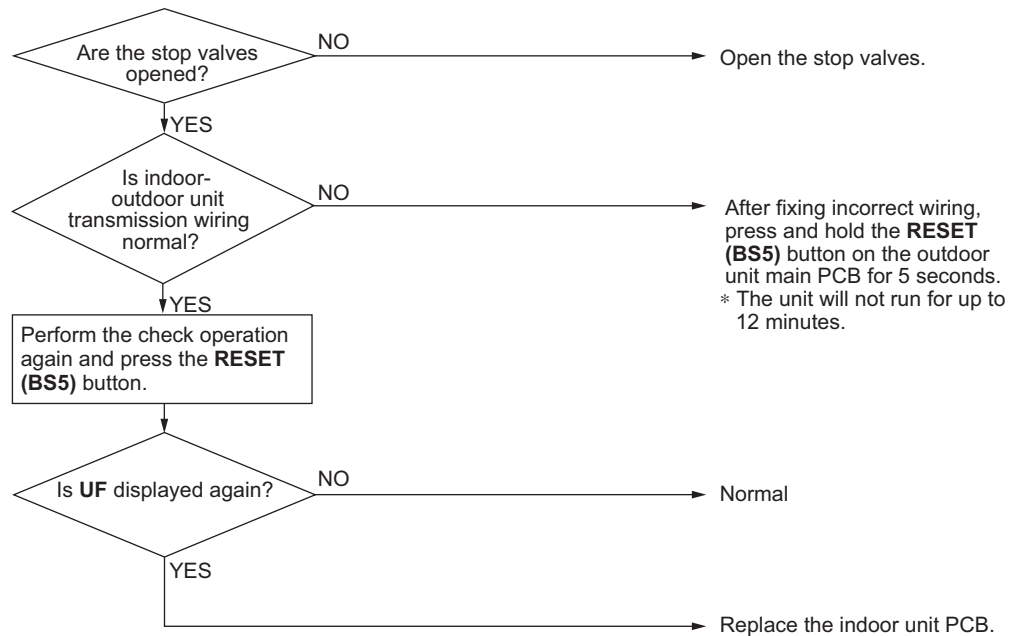 Are the stop valves
opened?
NO
Open the stop valves.
YES
Is indoor-
outdoor unit
transmission wiring
normal?
NO
After fixing incorrect wiring,
press and hold the RESET
(BS5) button on the outdoor
unit main PCB for 5 seconds.
* The unit will not run for up to
12 minutes.
YES
Perform the check operation
again and press the RESET
(BS5) button.
Is UF displayed again?
NO
Normal
YES
Replace the indoor unit PCB.